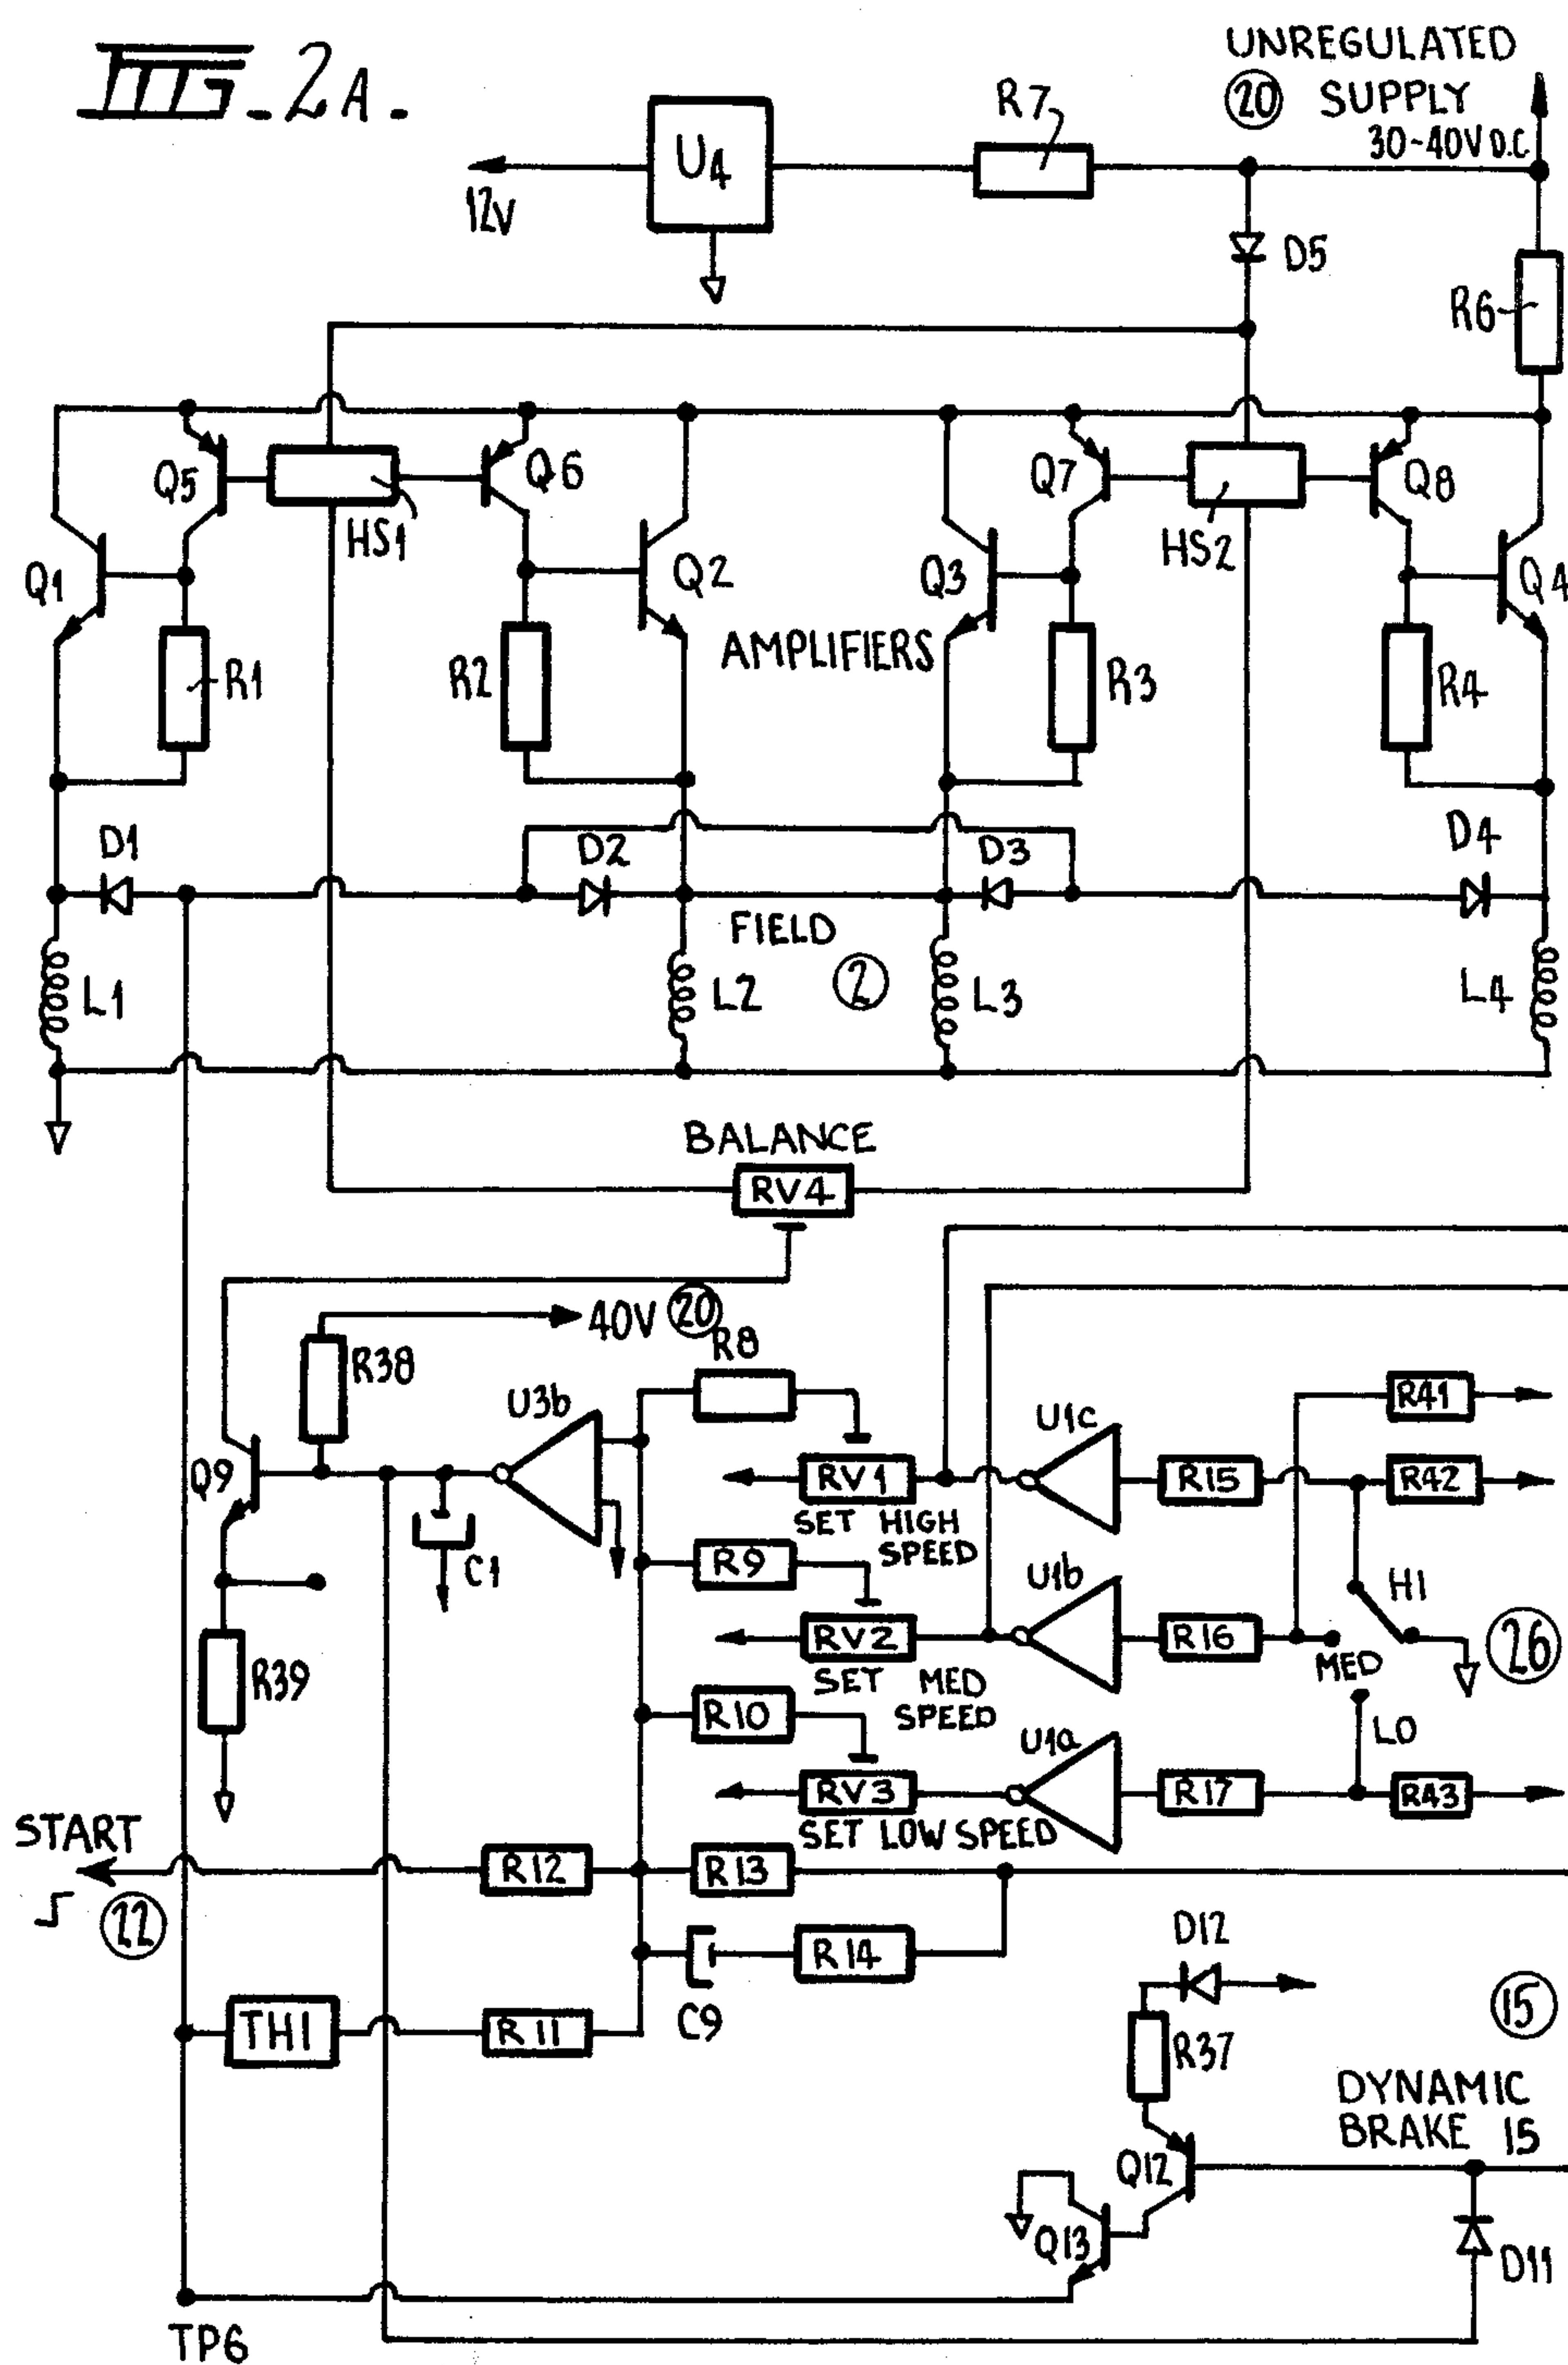 FIG-2A-
UNREGULATED
20 SUPPLY
30-40V D.C
R7
U4
12V
D5
R6
Q5
HS1
Q6
Q7
HS2
Q8
Q1
Q2
Q3
Q4
R1
R2
AMPLIFIERS
R3
R4
D1
D2
D3
D4
FIELD
2
L1
L2
L3
L4
BALANCE
RV4
40V 20
R8
R38
U3b
U1c
R41
Q9
RV1
R15
R42
SET HIGH
SPEED
C1
R9
U1b
HI
RV2
R16
26
MED
R39
SET MED
SPEED
R10
U1a
LO
RV3
R17
R43
SET LOW SPEED
START
R12
R13
22
D12
R14
C9
15
TH1
R11
R37
DYNAMIC
BRAKE 15
Q12
Q13
D11
TP6